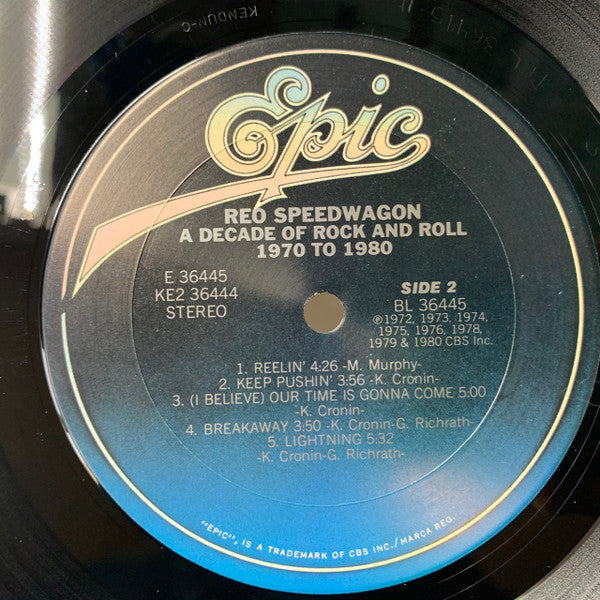 KENDUN-C
Epic
REO SPEEDWAGON
A DECADE OF ROCK AND ROLL
1970 TO 1980
E 36445
KE2 36444
STEREO
SIDE 2
BL 36445
℗1972, 1973, 1974,
1975, 1976, 1978,
1979 & 1980 CBS Inc.
1. REELIN' 4:26 -M. Murphy-
2. KEEP PUSHIN' 3:56 -K. Cronin-
3. (I BELIEVE) OUR TIME IS GONNA COME 5:00
-K. Cronin-
4. BREAKAWAY 3:50 -K. Cronin-G. Richrath-
5. LIGHTNING 5:32
-K. Cronin-G. Richrath-
"EPIC", IS A TRADEMARK OF CBS INC./MARCA REG.